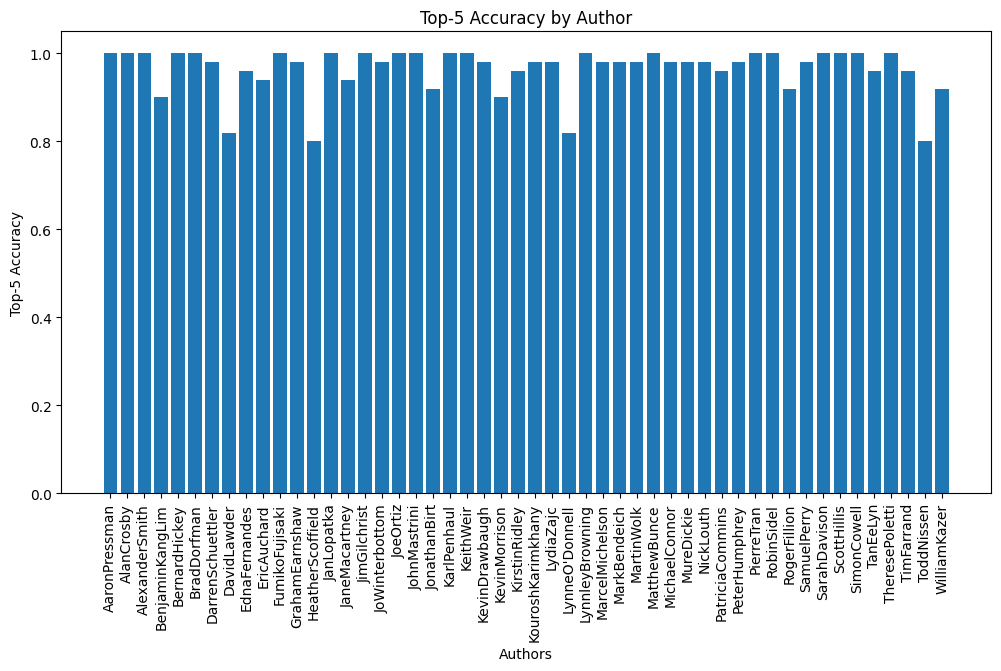 Top-5 Accuracy by Author
Top-5 Accuracy
1.0
0.8
0.6
0.4
0.2
0.0
AaronPressman
AlanCrosby
AlexanderSmith
BenjaminKangLim
BernardHickey
BradDorfman
DarrenSchuettler
DavidLawder
EdnaFernandes
EricAuchard
FumikoFujisaki
GrahamEarnshaw
HeatherScoffield
JanLopatka
JaneMacartney
JimGilchrist
JoWinterbottom
JoeOrtiz
JohnMastrini
JonathanBirt
KarlPenhaul
KeithWeir
KevinDrawbaugh
KevinMorrison
KirstinRidley
KouroshKarimkhany
LydiaZajc
LynneO'Donnell
LynnleyBrowning
MarcelMichelson
MarkBendeich
MartinWolk
MatthewBunce
MichaelConnor
MureDickie
NickLouth
PatriciaCommins
PeterHumphrey
PierreTran
RobinSidel
RogerFillion
SamuelPerry
SarahDavison
ScottHillis
SimonCowell
TanEeLyn
TheresePoletti
TimFarrand
ToddNissen
WilliamKazer
Authors